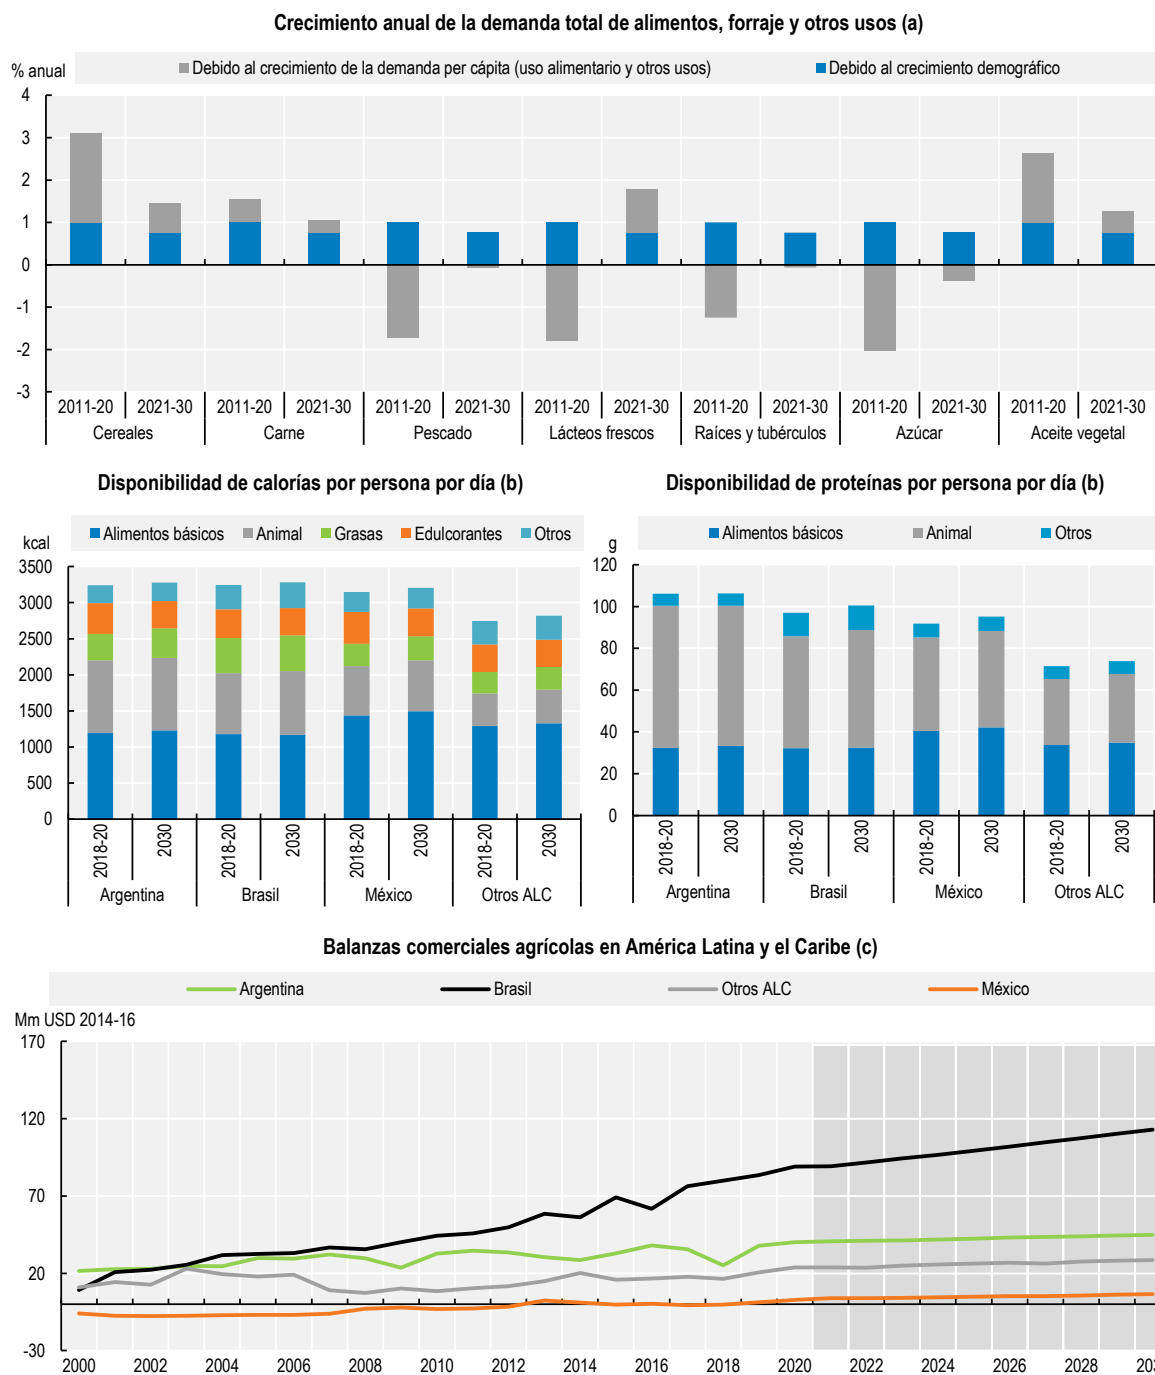 Crecimiento anual de la demanda total de alimentos, forraje y otros usos (a)
% anual
Debido al crecimiento de la demanda per cápita (uso alimentario y otros usos)
Debido al crecimiento demográfico
4
3
2
1
0
-1
-2
-3
2011-20 2021-30 2011-20 2021-30 2011-20 2021-30 2011-20 2021-30 2011-20 2021-30 2011-20 2021-30 2011-20 2021-30
Cereales Carne Pescado Lácteos frescos Raíces y tubérculos Azúcar Aceite vegetal
Disponibilidad de calorías por persona por día (b)
kcal
Alimentos básicos Animal Grasas Edulcorantes Otros
3500
3000
2500
2000
1500
1000
500
0
2018-20 2030 2018-20 2030 2018-20 2030 2018-20 2030
Argentina Brasil México Otros ALC
Disponibilidad de proteínas por persona por día (b)
g
Alimentos básicos Animal Otros
120
100
80
60
40
20
0
2018-20 2030 2018-20 2030 2018-20 2030 2018-20 2030
Argentina Brasil México Otros ALC
Balanzas comerciales agrícolas en América Latina y el Caribe (c)
Argentina Brasil Otros ALC México
Mm USD 2014-16
170
120
70
20
-30
2000 2002 2004 2006 2008 2010 2012 2014 2016 2018 2020 2022 2024 2026 2028